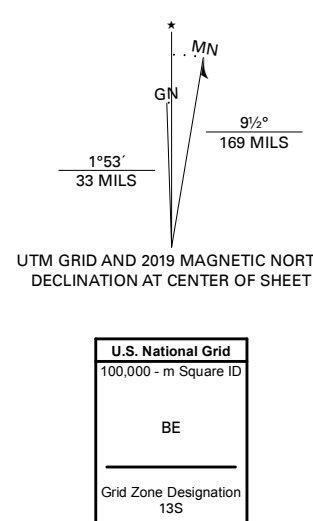 ★
MN
GN
9½°
169 MILS
1°53´
33 MILS
UTM GRID AND 2019 MAGNETIC NORT
DECLINATION AT CENTER OF SHEET
U.S. National Grid
100,000 - m Square ID
BE
Grid Zone Designation
13S